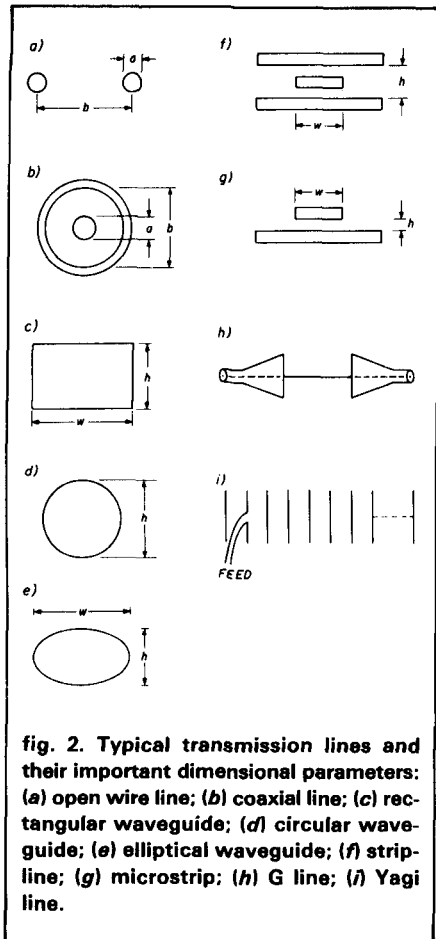 a)
a
b
b)
a
b
c)
h
w
d)
h
e)
w
h
f)
h
w
g)
w
h
h)
i)
FEED
fig. 2. Typical transmission lines and
their important dimensional parameters:
(a) open wire line; (b) coaxial line; (c) rec-
tangular waveguide; (d) circular wave-
guide; (e) elliptical waveguide; (f) strip-
line; (g) microstrip; (h) G line; (i) Yagi
line.